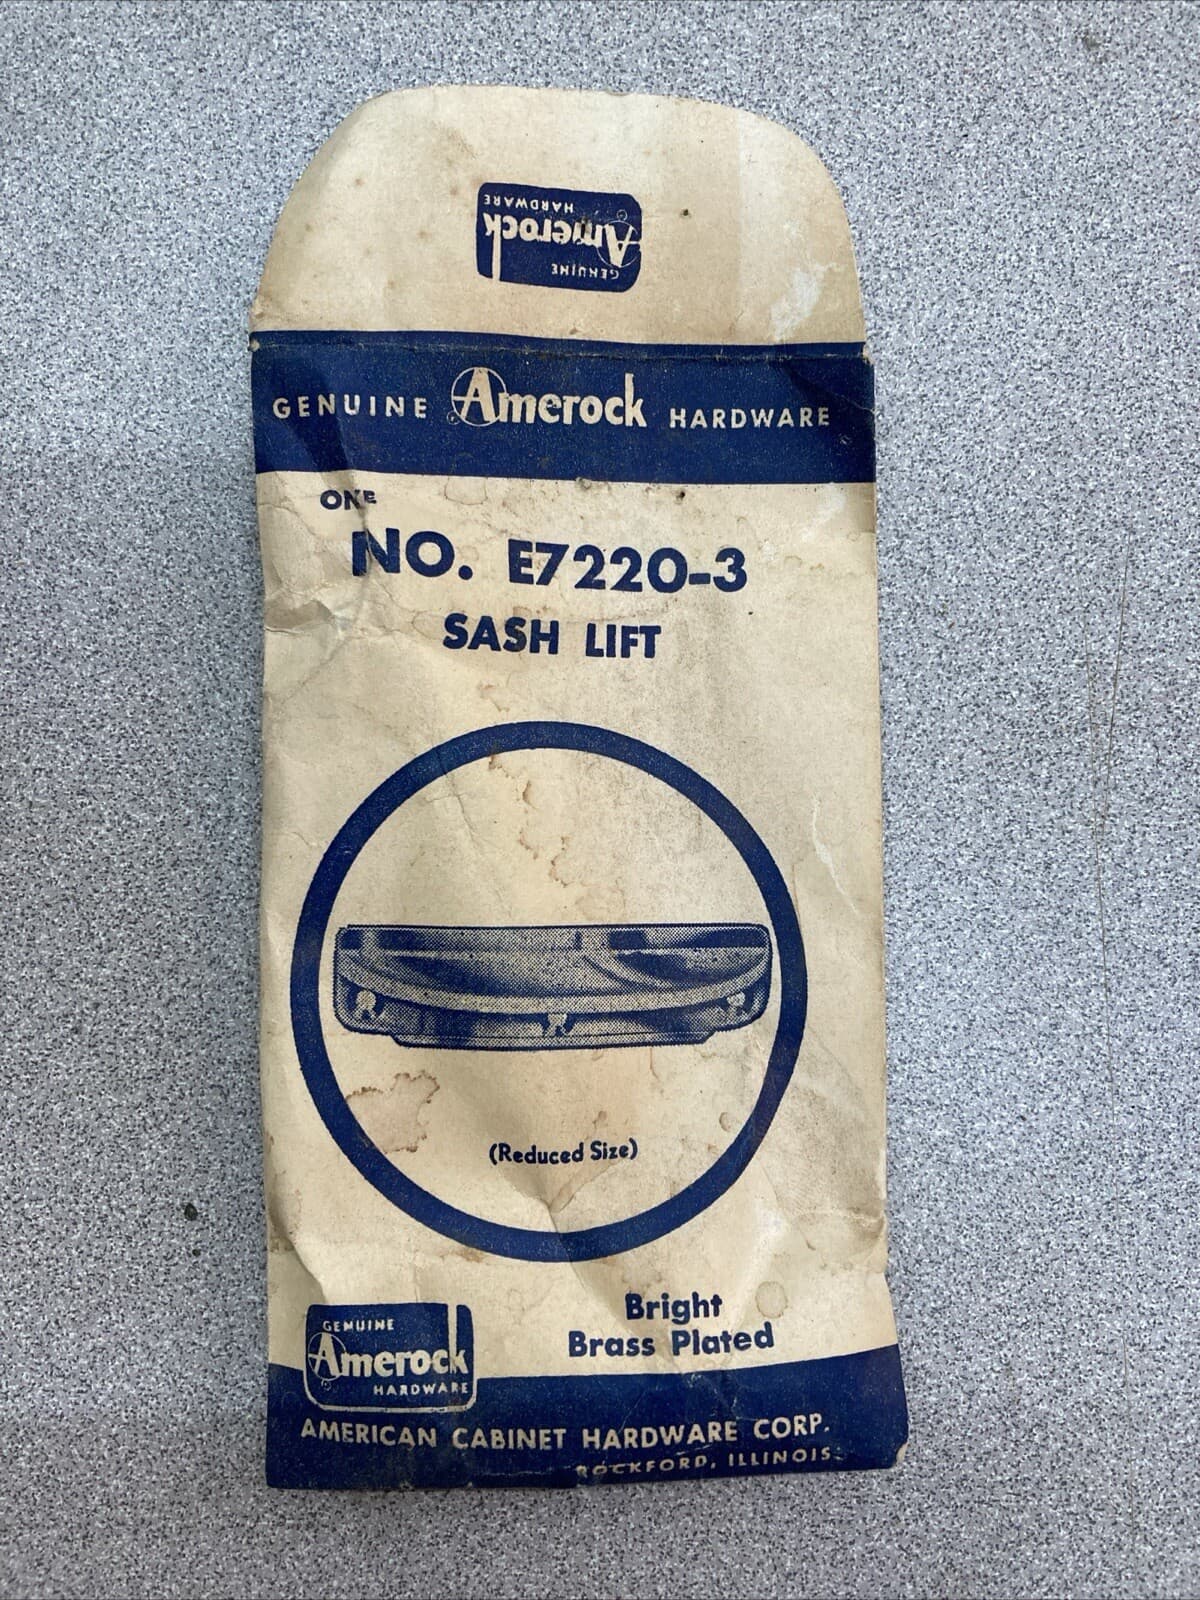 GENUINE
Amerock
HARDWARE
GENUINE Amerock HARDWARE
ONE
NO. E7220-3
SASH LIFT
(Reduced Size)
Bright
Brass Plated
GENUINE
Amerock
HARDWARE
AMERICAN CABINET HARDWARE CORP.
ROCKFORD, ILLINOIS